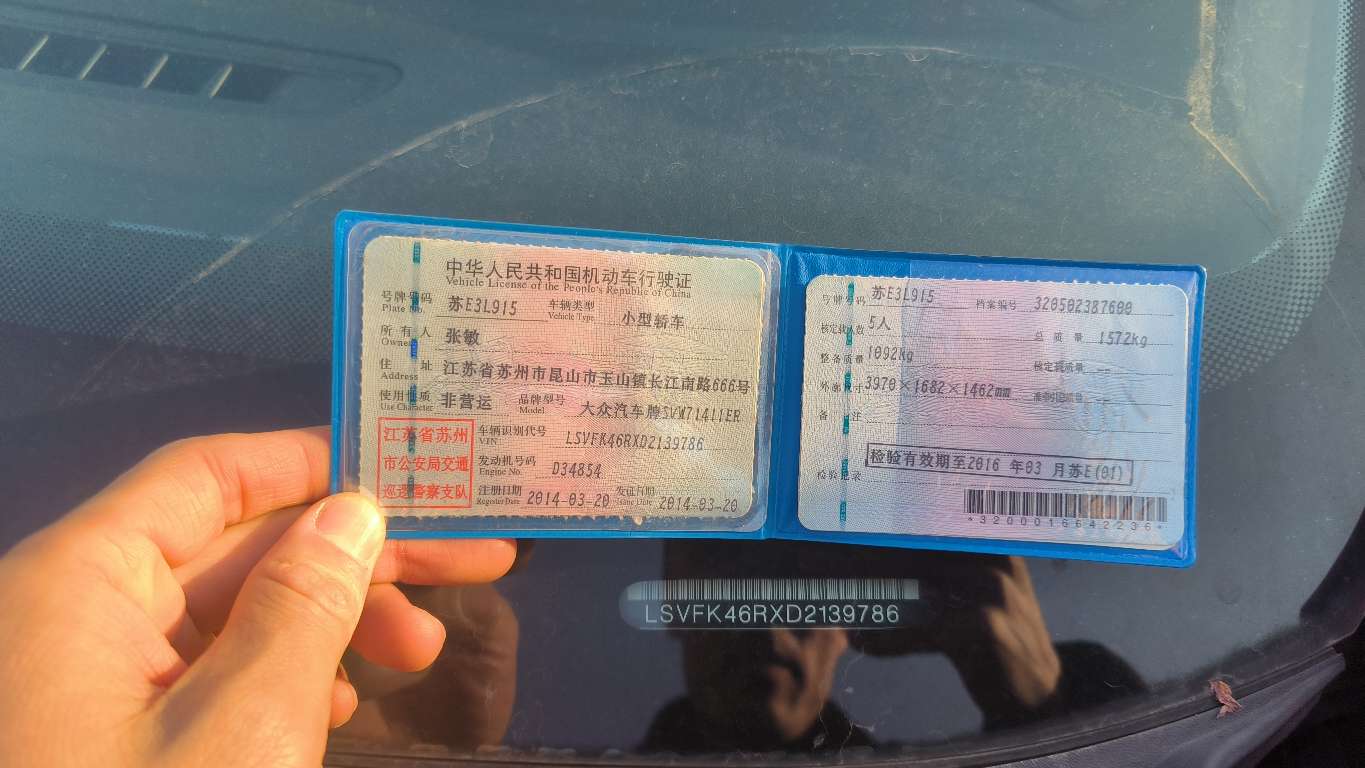 中华人民共和国机动车行驶证
Vehicle License of the People's Republic of China
号牌号码 苏E3L915 车辆类型 小型轿车
Plate No. Vehicle Type
所有人 张敏
Owner
住址 江苏省苏州市昆山市玉山镇长江南路666号
Address
使用性质 非营运 品牌型号 大众汽车牌SVW71411ER
Use Character Model
江苏省苏州
市公安局交通
巡逻警察支队
车辆识别代号 LSVFK46RXD2139786
VIN
发动机号码 D34854
Engine No.
注册日期 2014-03-20 发证日期 2014-03-20
Register Date Issue Date
号牌号码 苏E3L915 档案编号 320502387600
核定载人数 5人 总质量 1572kg
整备质量 1092Kg 核定载质量 --
外廓尺寸 3970×1682×1462mm 准牵引总质量 --
备注
检验记录 检验有效期至2016 年03 月苏E(01)
*3200016642236*
LSVFK46RXD2139786